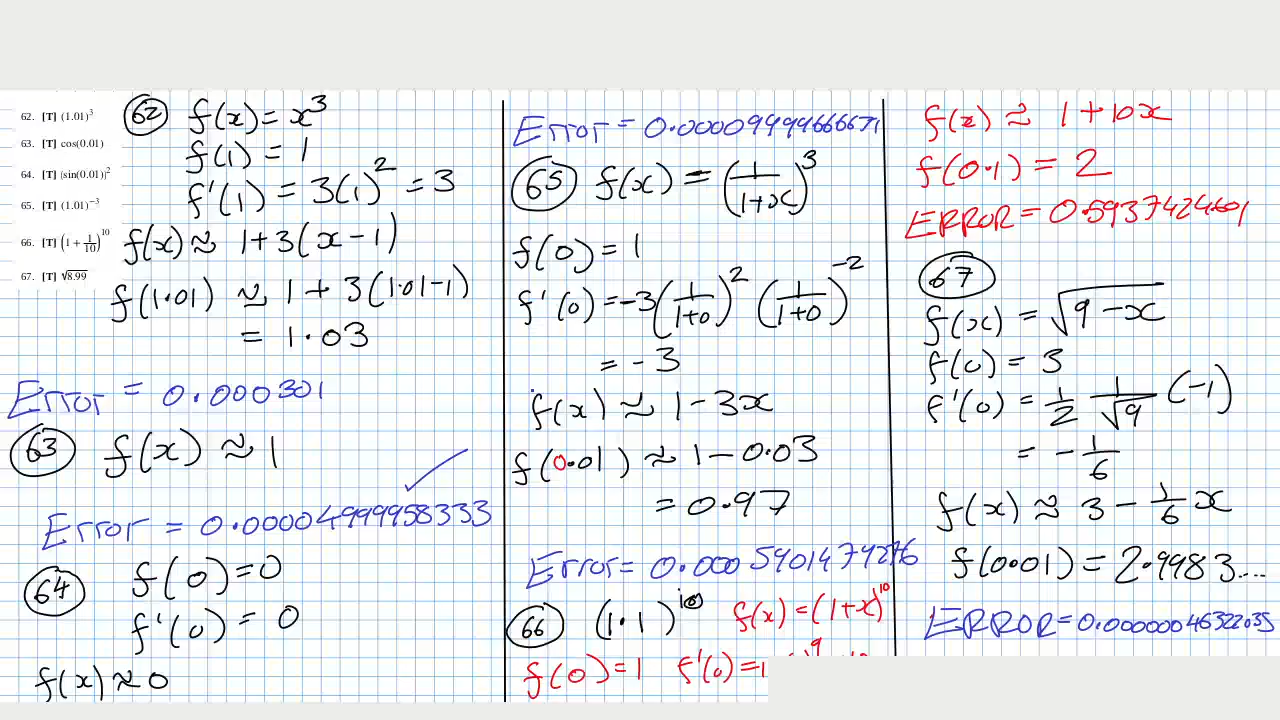 62. [T] (1.01)³
63. [T] cos(0.01)
64. [T] (sin(0.01))²
65. [T] (1.01)⁻³
66. [T] (1 + 1/10)¹⁰
67. [T] √8.99
62 f(x) = x³
f(1) = 1
f'(1) = 3(1)² = 3
f(x) ≈ 1 + 3(x - 1)
f(1.01) ≈ 1 + 3(1.01 - 1)
= 1.03
Error = 0.000301
63 f(x) ≈ 1
Error = 0.00004999958333
64 f(0) = 0
f'(0) = 0
f(x) ≈ 0
Error = 0.00009999666671
65 f(x) = (1/(1+x))³
f(0) = 1
f'(0) = -3(1/(1+0))² (1/(1+0))⁻²
= -3
f(x) ≈ 1 - 3x
f(0.01) ≈ 1 - 0.03
= 0.97
Error = 0.0005901479276
66 (1.1)¹⁰ f(x) = (1+x)¹⁰
f(0) = 1 f'(0) =
f(x) ≈ 1 + 10x
f(0.1) = 2
ERROR = 0.5937424601
67
f(x) = √(9 - x)
f(0) = 3
f'(0) = 1/2 1/√9 (-1)
= -1/6
f(x) ≈ 3 - 1/6 x
f(0.01) = 2.9983...
ERROR = 0.00000046322035